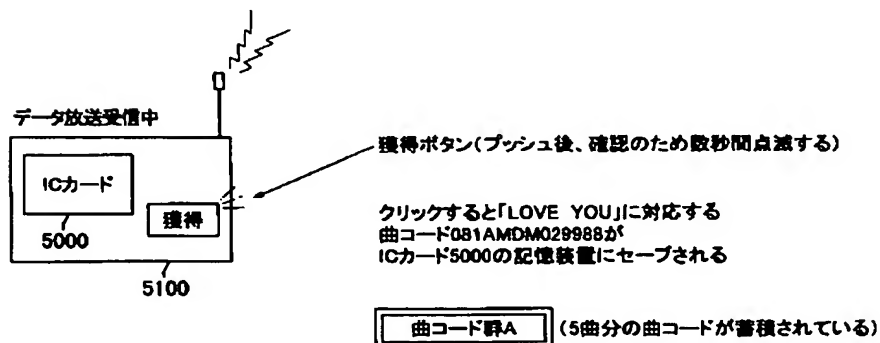 データ放送受信中
ICカード
5000
獲得
5100
獲得ボタン(プッシュ後、確認のため数秒間点滅する)
クリックすると「LOVE YOU」に対応する
曲コード081AMDM029988が
ICカード5000の記憶装置にセーブされる
曲コード群A (5曲分の曲コードが蓄積されている)